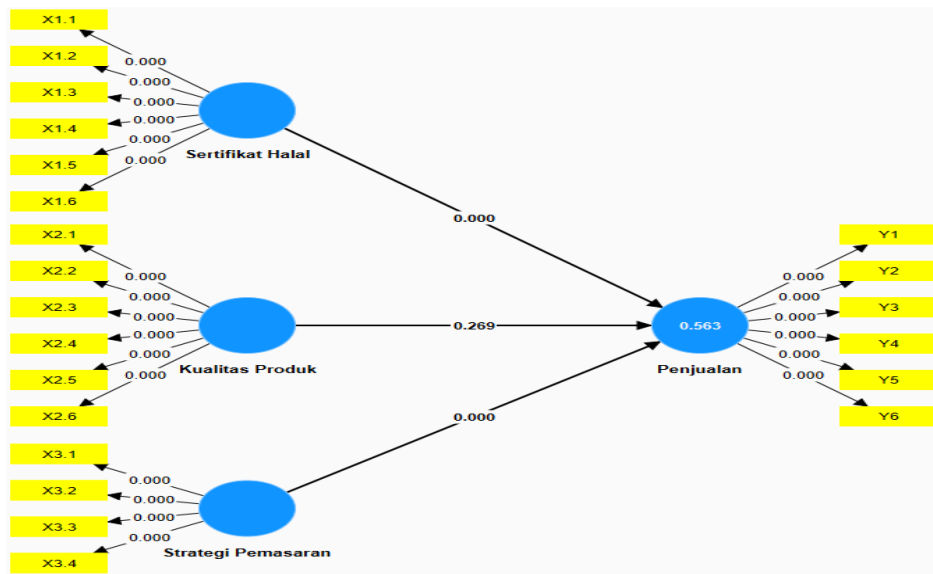 X1.1
X1.2
X1.3
X1.4
X1.5
X1.6
0.000
0.000
0.000
0.000
0.000
0.000
Sertifikat Halal
0.000
X2.1
X2.2
X2.3
X2.4
X2.5
X2.6
0.000
0.000
0.000
0.000
0.000
0.000
Kualitas Produk
0.269
X3.1
X3.2
X3.3
X3.4
0.000
0.000
0.000
0.000
Strategi Pemasaran
0.000
0.563
Penjualan
0.000
0.000
0.000
0.000
0.000
0.000
Y1
Y2
Y3
Y4
Y5
Y6